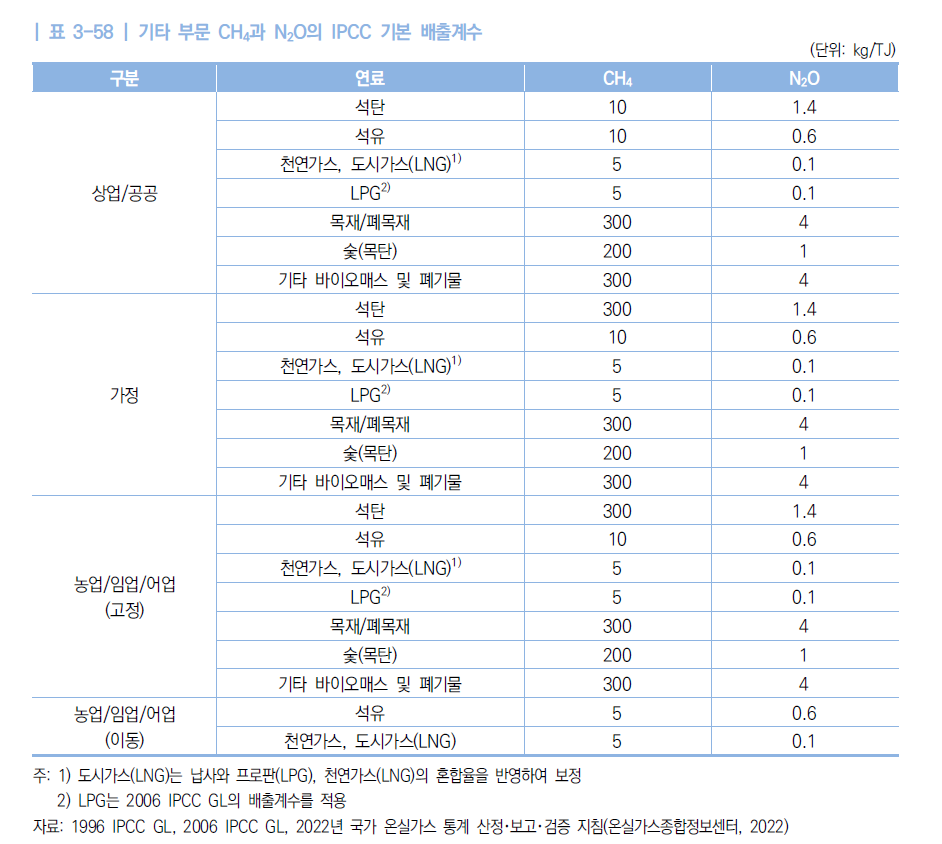 | 표 3-58 | 기타 부문 CH₄과 N₂O의 IPCC 기본 배출계수
(단위: kg/TJ)
구분 연료 CH₄ N₂O
상업/공공
석탄 10 1.4
석유 10 0.6
천연가스, 도시가스(LNG)¹⁾ 5 0.1
LPG²⁾ 5 0.1
목재/폐목재 300 4
숯(목탄) 200 1
기타 바이오매스 및 폐기물 300 4
가정
석탄 300 1.4
석유 10 0.6
천연가스, 도시가스(LNG)¹⁾ 5 0.1
LPG²⁾ 5 0.1
목재/폐목재 300 4
숯(목탄) 200 1
기타 바이오매스 및 폐기물 300 4
농업/임업/어업
(고정)
석탄 300 1.4
석유 10 0.6
천연가스, 도시가스(LNG)¹⁾ 5 0.1
LPG²⁾ 5 0.1
목재/폐목재 300 4
숯(목탄) 200 1
기타 바이오매스 및 폐기물 300 4
농업/임업/어업
(이동)
석유 5 0.6
천연가스, 도시가스(LNG) 5 0.1
주: 1) 도시가스(LNG)는 납사와 프로판(LPG), 천연가스(LNG)의 혼합율을 반영하여 보정
2) LPG는 2006 IPCC GL의 배출계수를 적용
자료: 1996 IPCC GL, 2006 IPCC GL, 2022년 국가 온실가스 통계 산정·보고·검증 지침(온실가스종합정보센터, 2022)